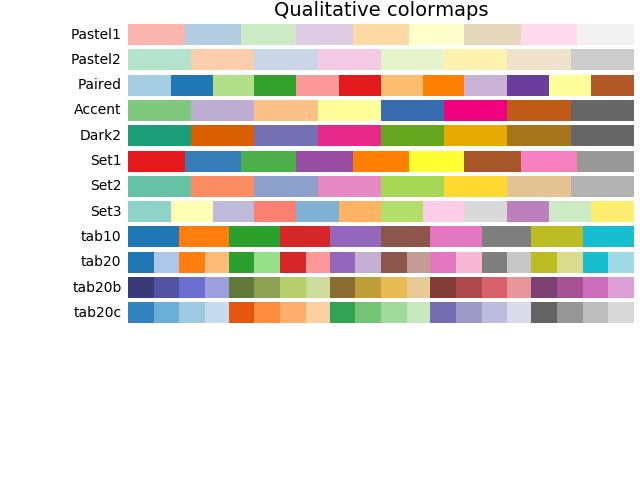 Qualitative colormaps
Pastel1
Pastel2
Paired
Accent
Dark2
Set1
Set2
Set3
tab10
tab20
tab20b
tab20c